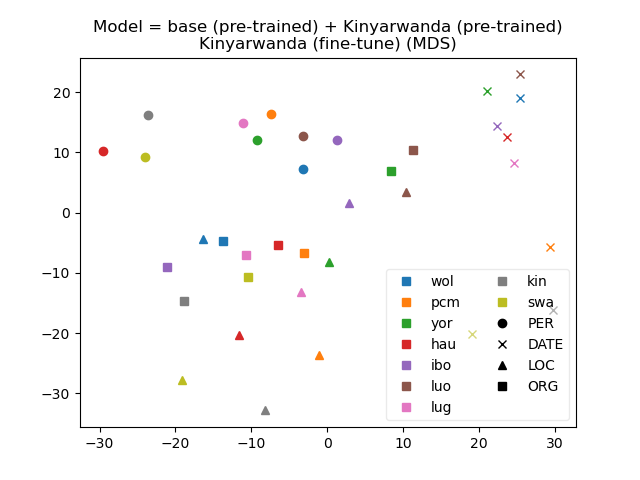 Model = base (pre-trained) + Kinyarwanda (pre-trained)
Kinyarwanda (fine-tune) (MDS)
20
10
0
−10
−20
−30
wol kin
pcm swa
yor PER
hau DATE
ibo LOC
luo ORG
lug
−30 −20 −10 0 10 20 30